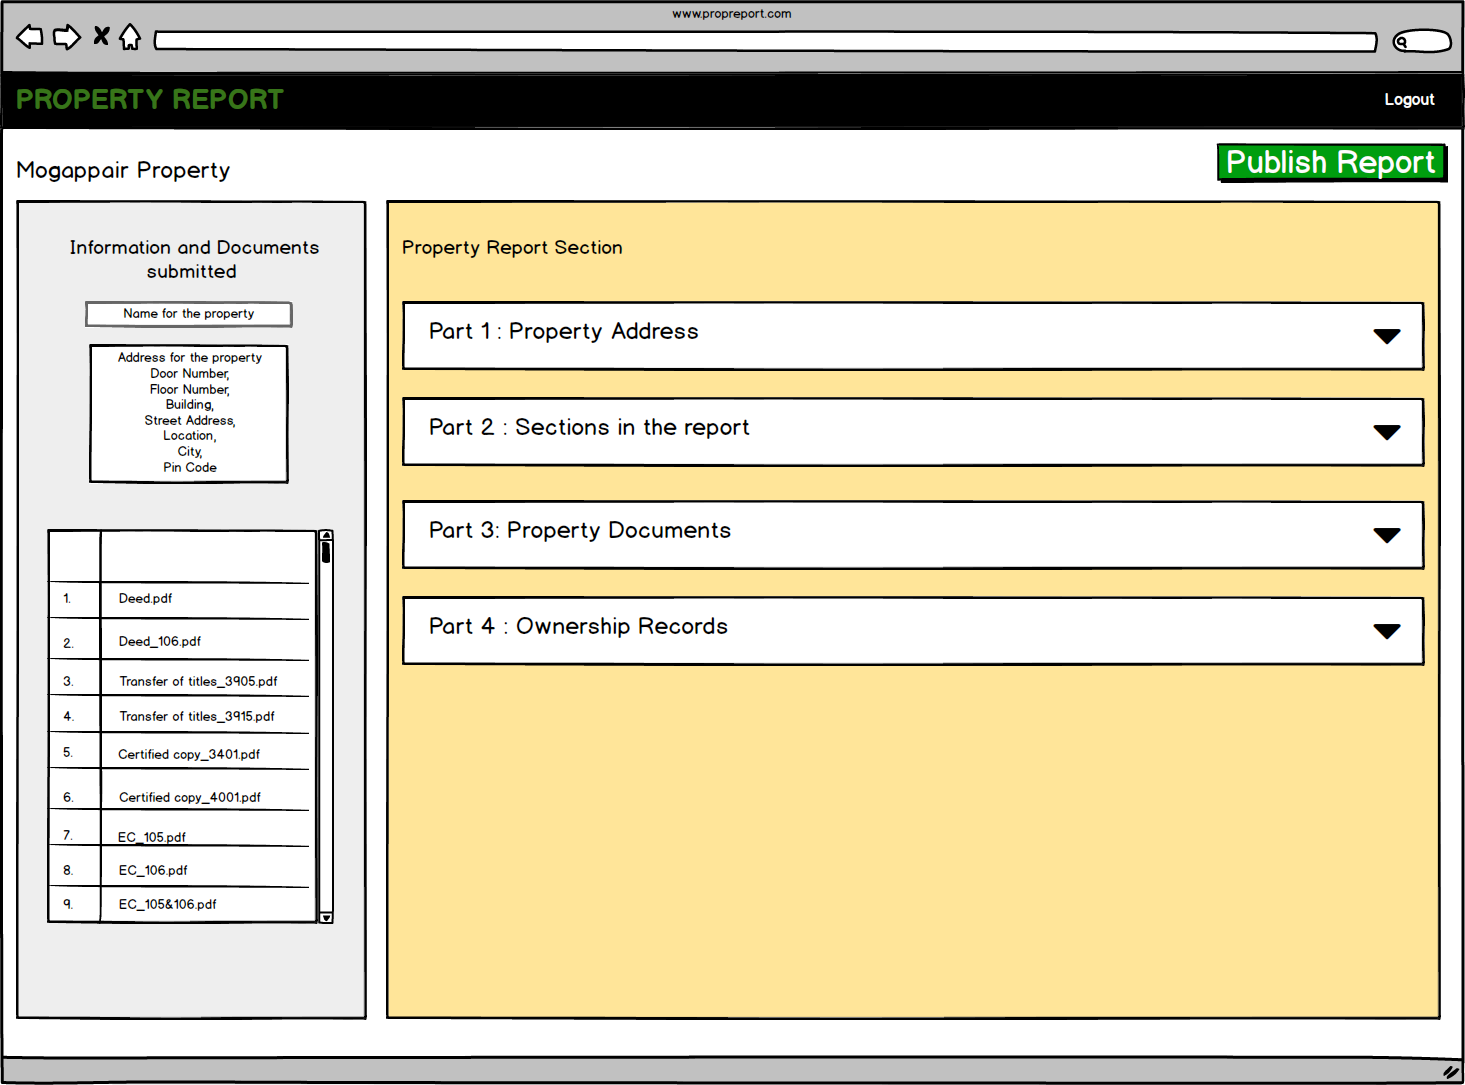 www.propreport.com
PROPERTY REPORT
Logout
Mogappair Property
Publish Report
Information and Documents
submitted
Name for the property
Address for the property
Door Number,
Floor Number,
Building,
Street Address,
Location,
City,
Pin Code
1. Deed.pdf
2. Deed_106.pdf
3. Transfer of titles_3905.pdf
4. Transfer of titles_3915.pdf
5. Certified copy_3401.pdf
6. Certified copy_4001.pdf
7. EC_105.pdf
8. EC_106.pdf
9. EC_105&106.pdf
Property Report Section
Part 1 : Property Address
Part 2 : Sections in the report
Part 3: Property Documents
Part 4 : Ownership Records